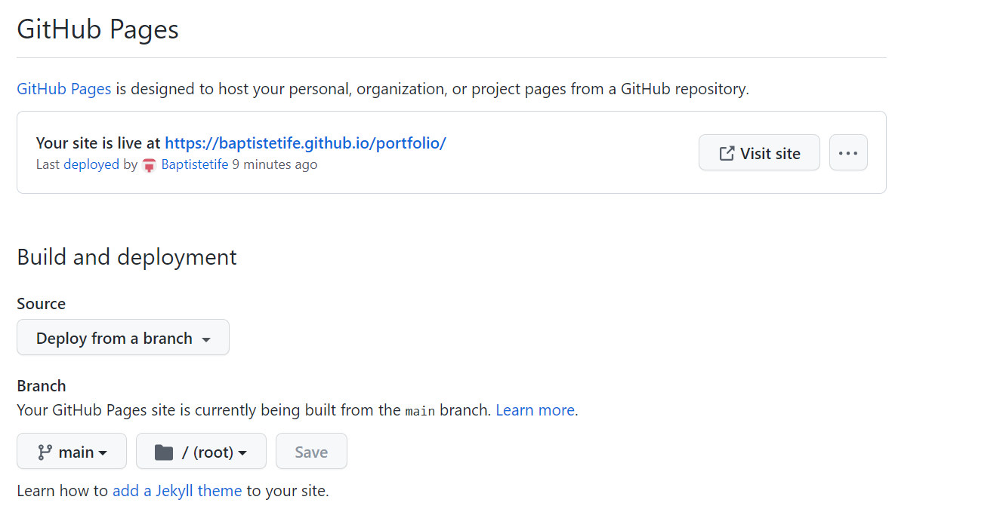 GitHub Pages
GitHub Pages is designed to host your personal, organization, or project pages from a GitHub repository.
Your site is live at https://baptistetife.github.io/portfolio/
Last deployed by Baptistetife 9 minutes ago
Visit site
Build and deployment
Source
Deploy from a branch
Branch
Your GitHub Pages site is currently being built from the main branch. Learn more.
main / (root) Save
Learn how to add a Jekyll theme to your site.